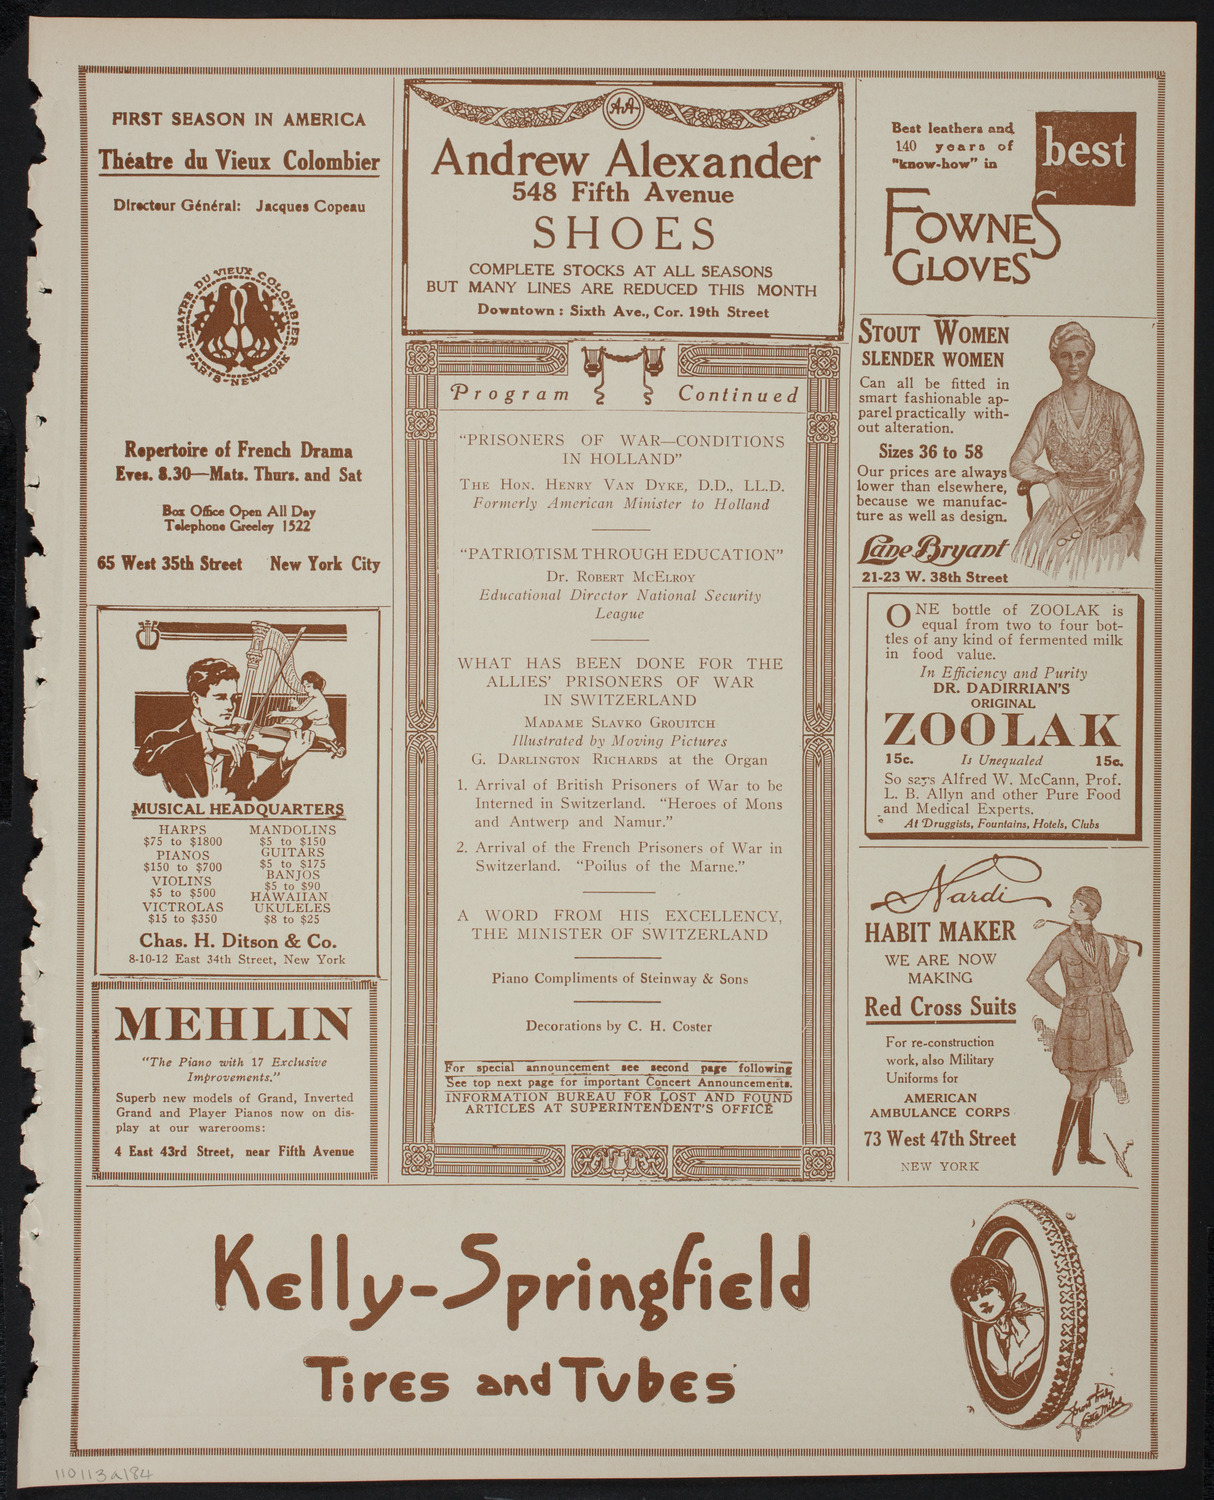 FIRST SEASON IN AMERICA
Théatre du Vieux Colombier
Directeur Général: Jacques Copeau
THEATRE DU VIEUX COLOMBIER
PARIS-NEW YORK
Repertoire of French Drama
Eves. 8.30—Mats. Thurs. and Sat
Box Office Open All Day
Telephone Greeley 1522
65 West 35th Street New York City
MUSICAL HEADQUARTERS
HARPS
$75 to $1800
PIANOS
$150 to $700
VIOLINS
$5 to $500
VICTROLAS
$15 to $350
MANDOLINS
$5 to $150
GUITARS
$5 to $175
BANJOS
$5 to $90
HAWAIIAN
UKULELES
$8 to $25
Chas. H. Ditson & Co.
8-10-12 East 34th Street, New York
MEHLIN
"The Piano with 17 Exclusive
Improvements."
Superb new models of Grand, Inverted
Grand and Player Pianos now on dis-
play at our warerooms:
4 East 43rd Street, near Fifth Avenue
AA
Andrew Alexander
548 Fifth Avenue
SHOES
COMPLETE STOCKS AT ALL SEASONS
BUT MANY LINES ARE REDUCED THIS MONTH
Downtown: Sixth Ave., Cor. 19th Street
Program Continued
"PRISONERS OF WAR—CONDITIONS
IN HOLLAND"
THE HON. HENRY VAN DYKE, D.D., LL.D.
Formerly American Minister to Holland
"PATRIOTISM THROUGH EDUCATION"
DR. ROBERT MCELROY
Educational Director National Security
League
WHAT HAS BEEN DONE FOR THE
ALLIES' PRISONERS OF WAR
IN SWITZERLAND
MADAME SLAVKO GROUITCH
Illustrated by Moving Pictures
G. DARLINGTON RICHARDS at the Organ
1. Arrival of British Prisoners of War to be
Interned in Switzerland. "Heroes of Mons
and Antwerp and Namur."
2. Arrival of the French Prisoners of War in
Switzerland. "Poilus of the Marne."
A WORD FROM HIS EXCELLENCY,
THE MINISTER OF SWITZERLAND
Piano Compliments of Steinway & Sons
Decorations by C. H. Coster
For special announcement see second page following
See top next page for important Concert Announcements.
INFORMATION BUREAU FOR LOST AND FOUND
ARTICLES AT SUPERINTENDENT'S OFFICE
Best leathers and
140 years of
"know-how" in
best
FOWNES
GLOVES
STOUT WOMEN
SLENDER WOMEN
Can all be fitted in
smart fashionable ap-
parel practically with-
out alteration.
Sizes 36 to 58
Our prices are always
lower than elsewhere,
because we manufac-
ture as well as design.
Lane Bryant
21-23 W. 38th Street
ONE bottle of ZOOLAK is
equal from two to four bot-
tles of any kind of fermented milk
in food value.
In Efficiency and Purity
DR. DADIRRIAN'S
ORIGINAL
ZOOLAK
15c. Is Unequaled 15c.
So says Alfred W. McCann, Prof.
L. B. Allyn and other Pure Food
and Medical Experts.
At Druggists, Fountains, Hotels, Clubs
Nardi
HABIT MAKER
WE ARE NOW
MAKING
Red Cross Suits
For re-construction
work, also Military
Uniforms for
AMERICAN
AMBULANCE CORPS
73 West 47th Street
NEW YORK
Kelly-Springfield
Tires and Tubes
110113a184